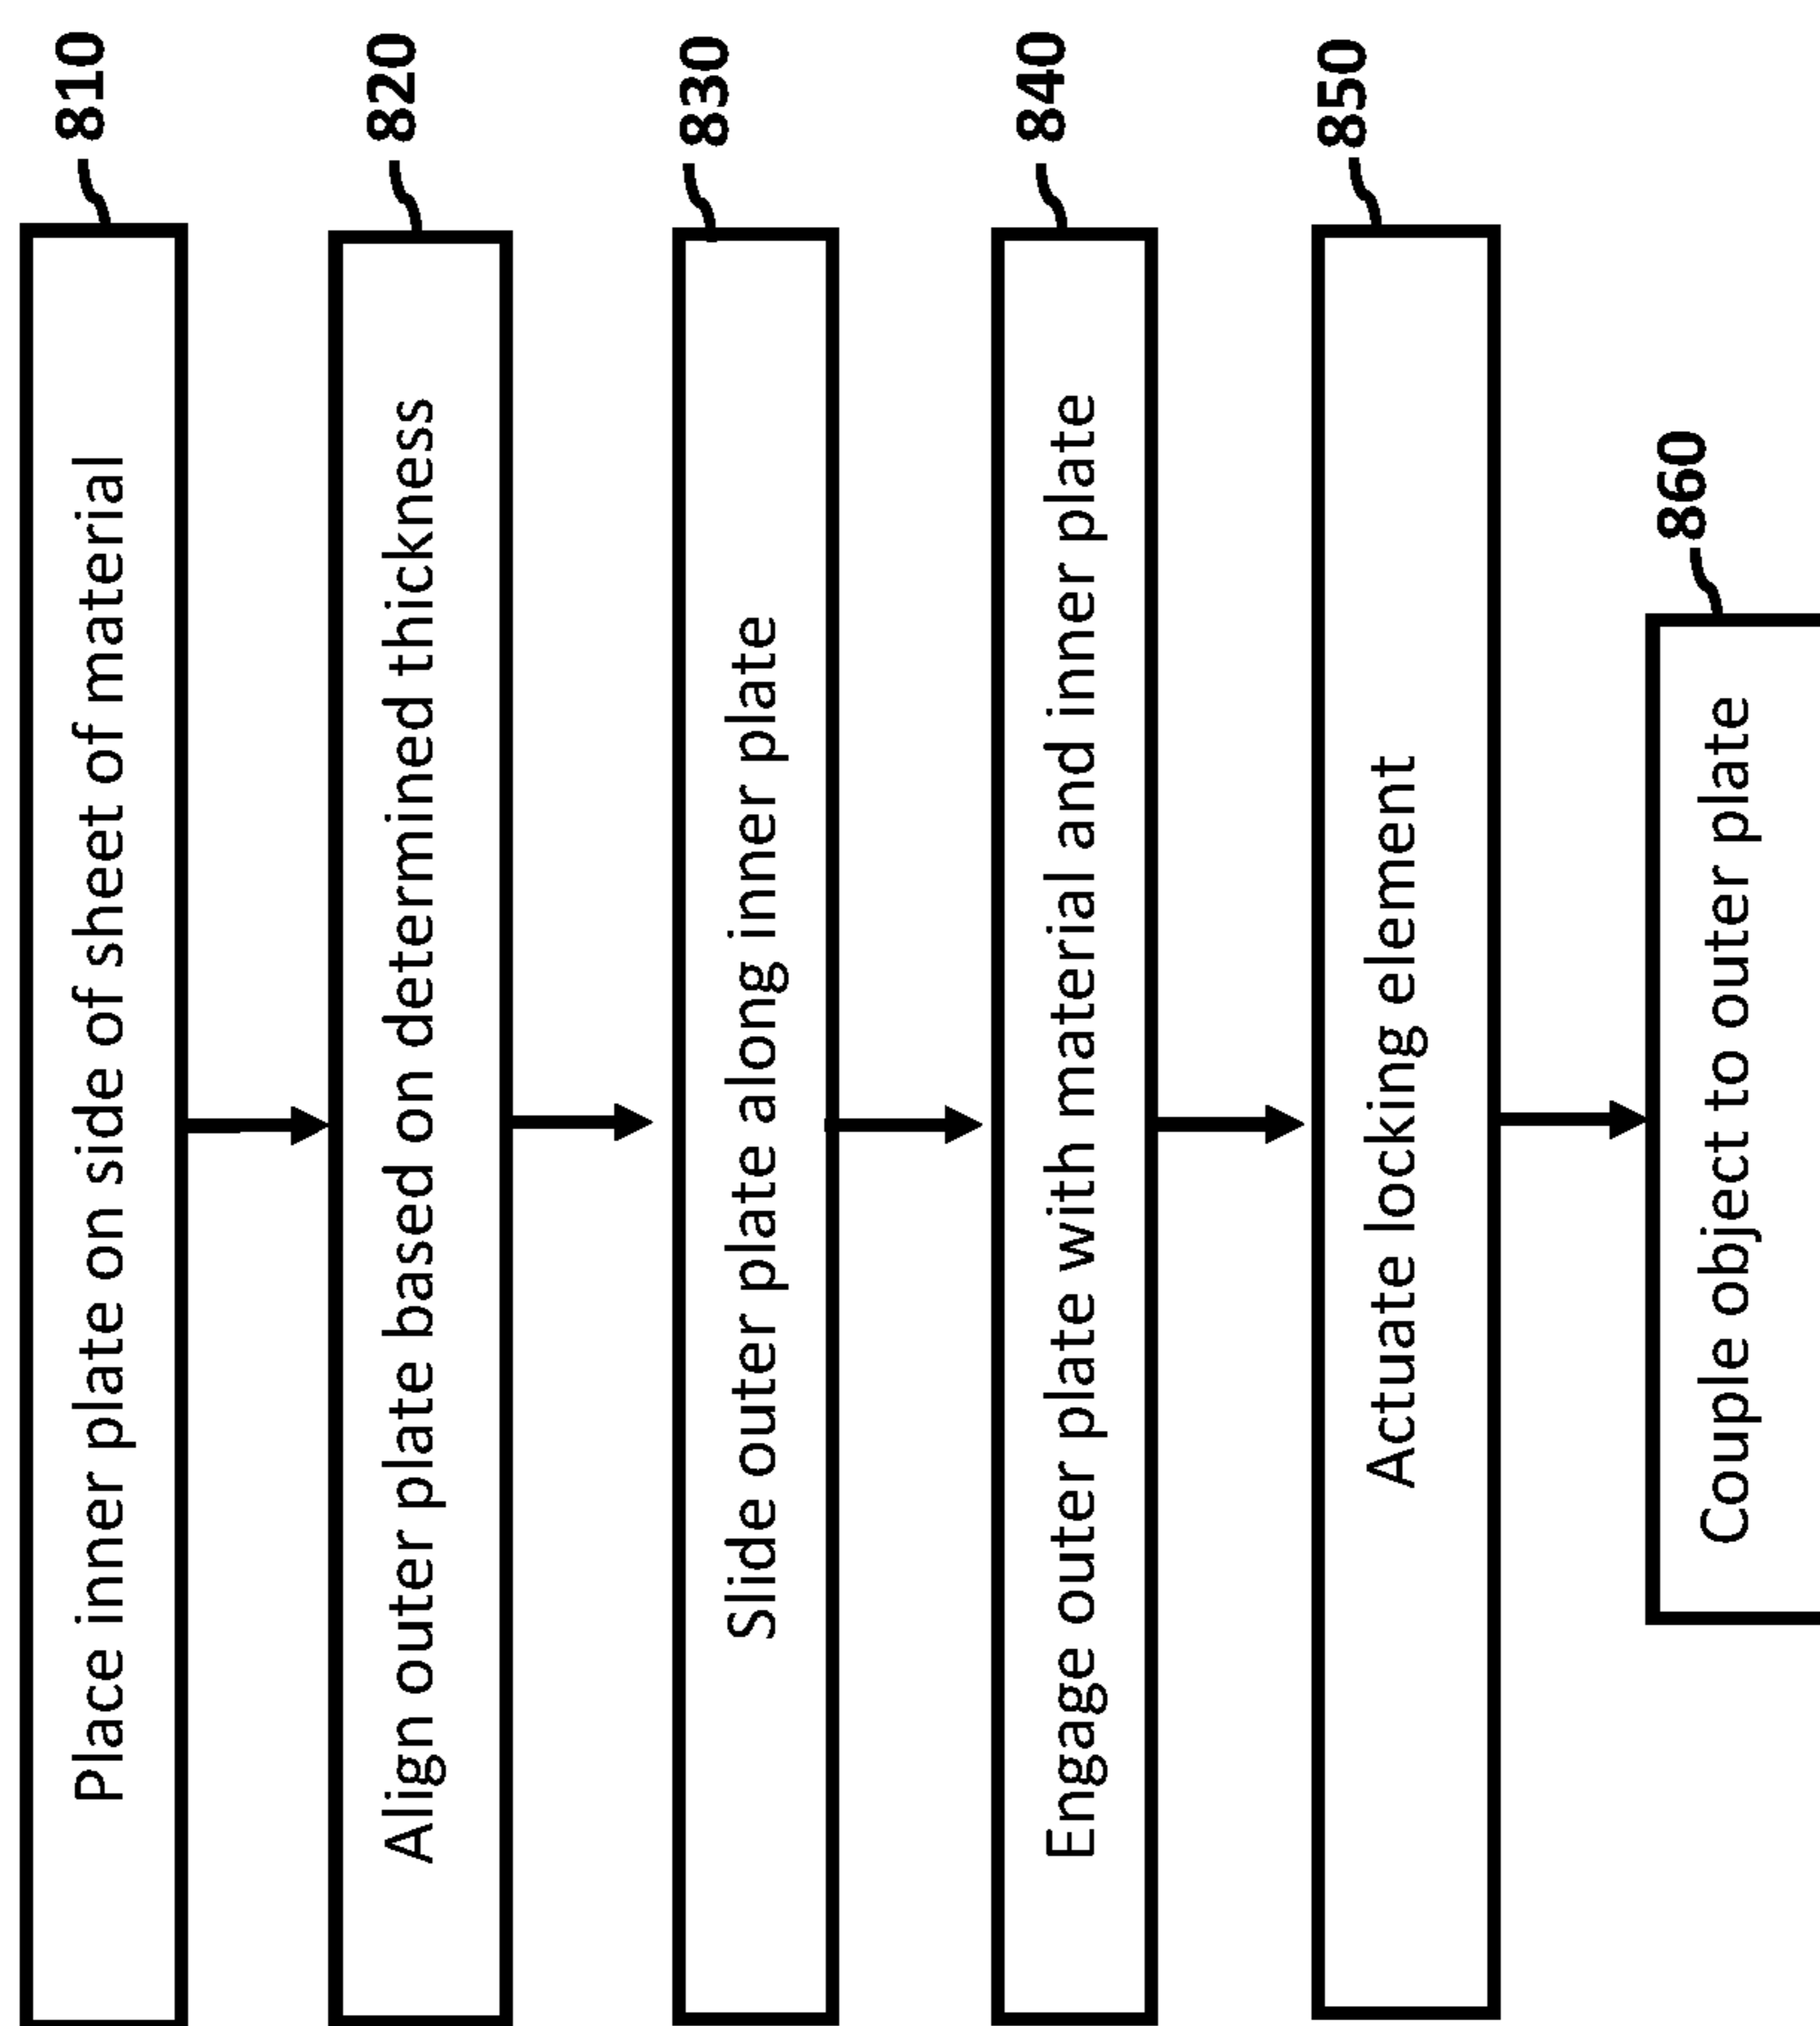 Place inner plate on side of sheet of material
810
Align outer plate based on determined thickness
820
Slide outer plate along inner plate
830
Engage outer plate with material and inner plate
840
Actuate locking element
850
Couple object to outer plate
860